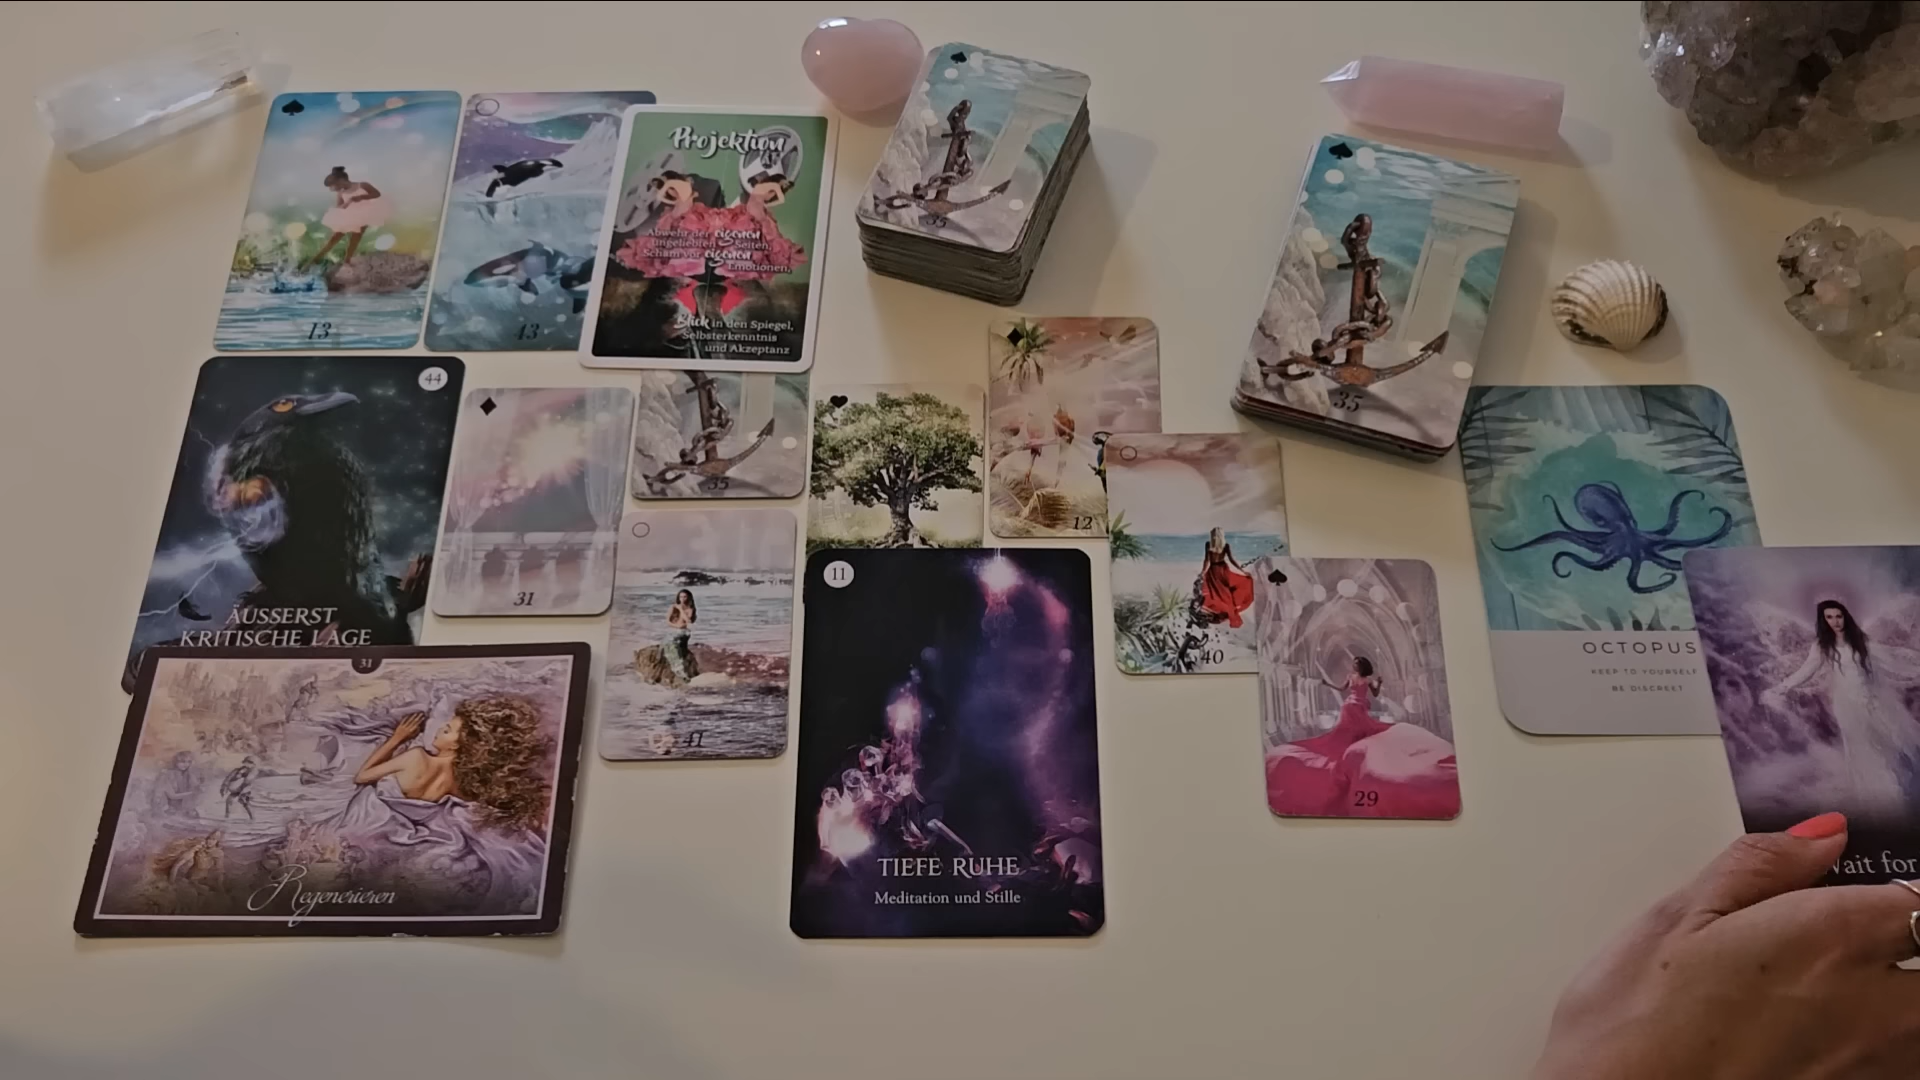 13
43
Projektion
Abwehr der eigenen
ungeliebten Seiten,
Scham vor eigenen
Emotionen,
Blick in den Spiegel,
Selbsterkenntnis
und Akzeptanz
35
35
44
ÄUSSERST
KRITISCHE LAGE
31
35
12
40
41
29
11
TIEFE RUHE
Meditation und Stille
31
Regenerieren
OCTOPUS
KEEP TO YOURSELF
BE DISCREET
Wait for